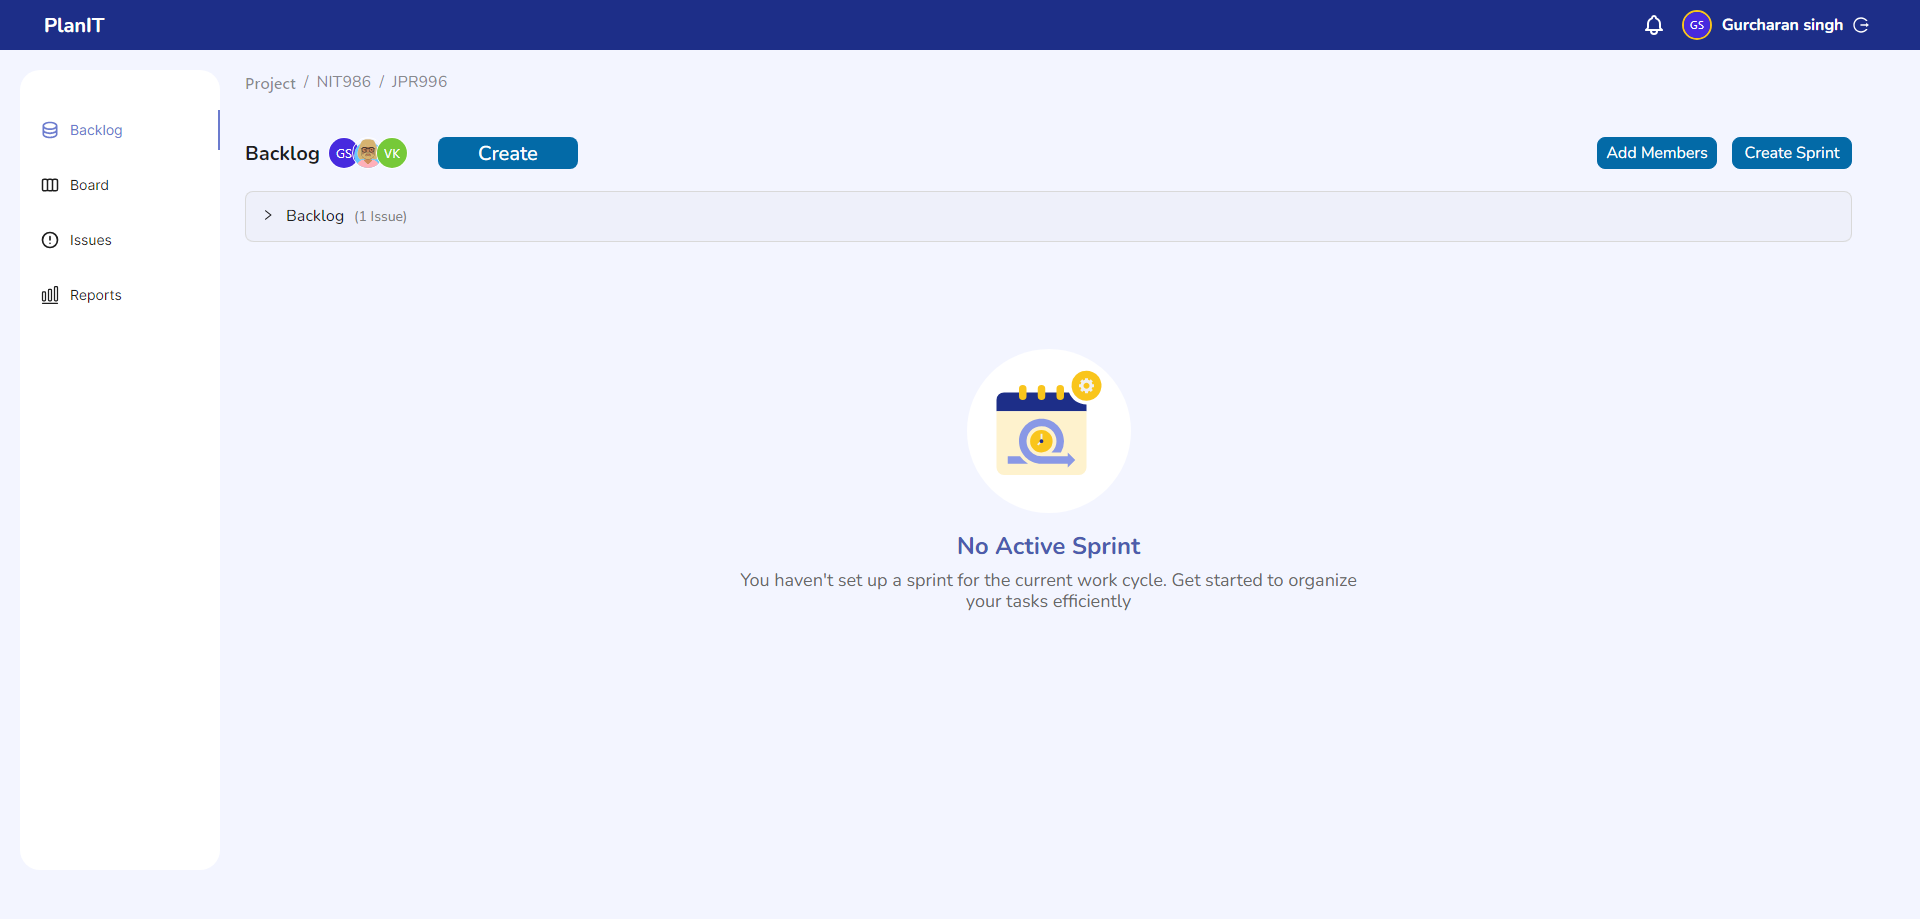 PlanIT
GS Gurcharan singh
Project / NIT986 / JPR996
Backlog
Board
Issues
Reports
Backlog GS VK Create Add Members Create Sprint
Backlog (1 Issue)
No Active Sprint
You haven't set up a sprint for the current work cycle. Get started to organize
your tasks efficiently